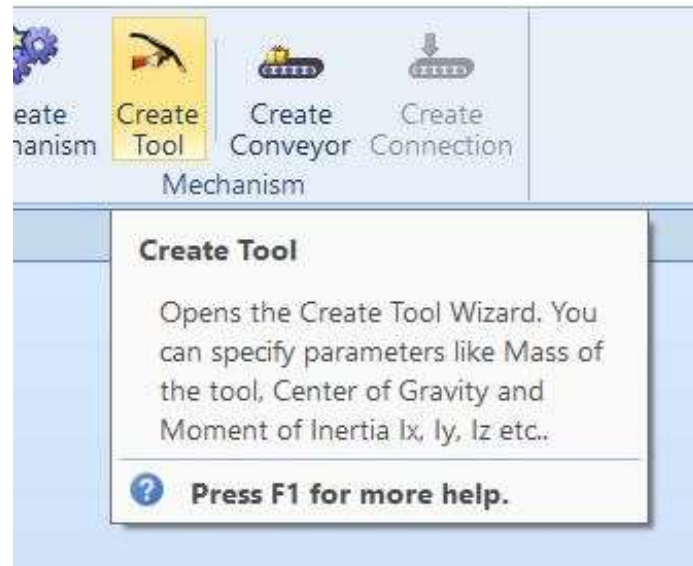 eate Create Create Create
hanism Tool Conveyor Connection
Mechanism
Create Tool
Opens the Create Tool Wizard. You
can specify parameters like Mass of
the tool, Center of Gravity and
Moment of Inertia Ix, Iy, Iz etc..
Press F1 for more help.